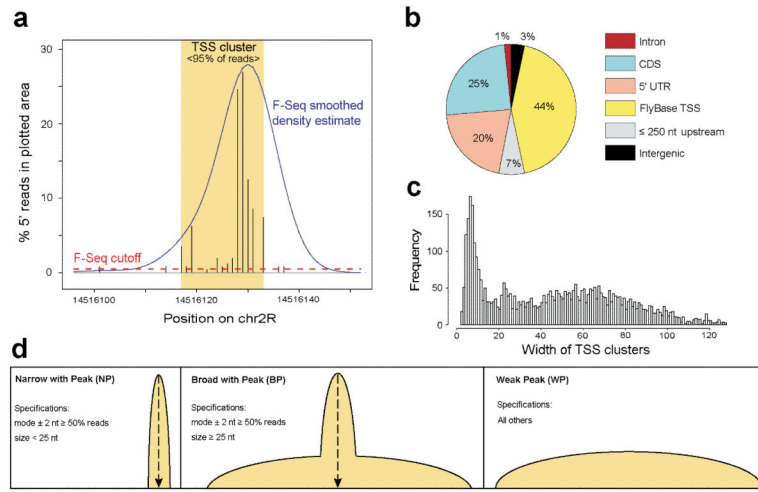 a
TSS cluster
<95% of reads>
F-Seq smoothed
density estimate
F-Seq cutoff
% 5' reads in plotted area
0
10
20
30
14516100
14516120
14516140
Position on chr2R
b
1%
3%
25%
44%
20%
7%
Intron
CDS
5' UTR
FlyBase TSS
≤ 250 nt upstream
Intergenic
c
Frequency
0
50
100
150
0
20
40
60
80
100
120
Width of TSS clusters
d
Narrow with Peak (NP)
Specifications:
mode ± 2 nt ≥ 50% reads
size < 25 nt
Broad with Peak (BP)
Specifications:
mode ± 2 nt ≥ 50% reads
size ≥ 25 nt
Weak Peak (WP)
Specifications:
All others